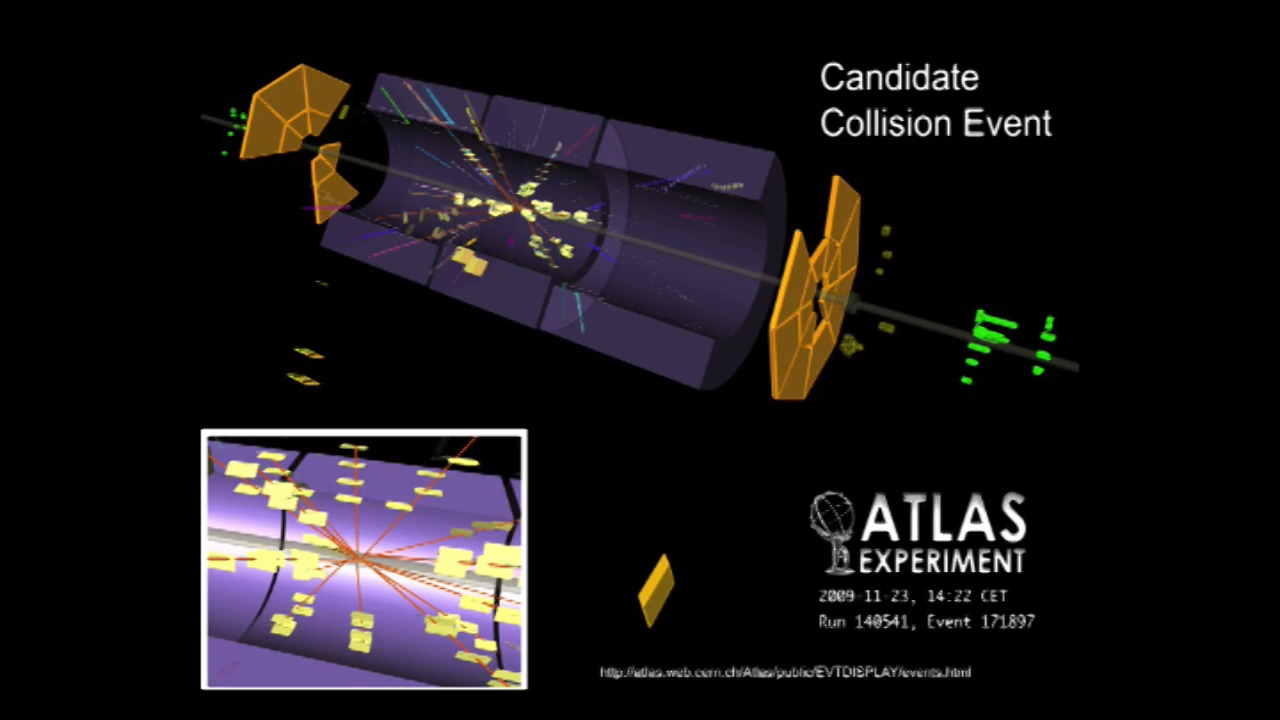 Candidate
Collision Event
ATLAS
EXPERIMENT
2009-11-23, 14:22 CET
Run 140541, Event 171897
http://atlas.web.cern.ch/Atlas/public/EVTDISPLAY/events.html